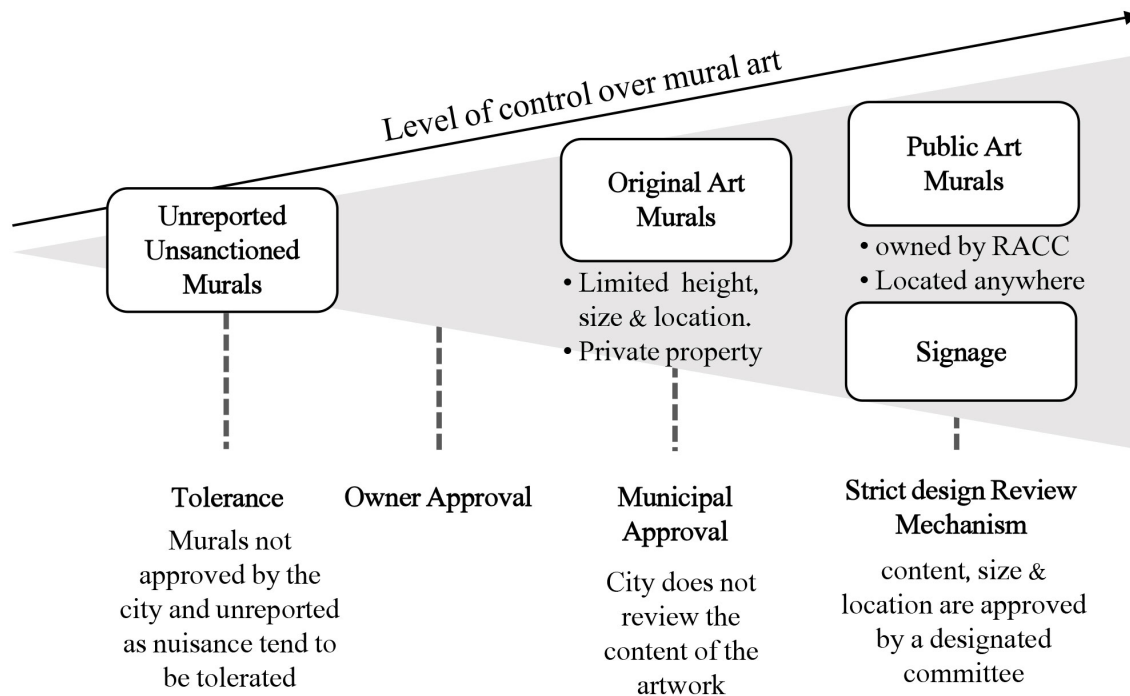 Level of control over mural art
Unreported
Unsanctioned
Murals
Original Art
Murals
• Limited height,
size & location.
• Private property
Public Art
Murals
• owned by RACC
• Located anywhere
Signage
Tolerance
Murals not
approved by the
city and unreported
as nuisance tend to
be tolerated
Owner Approval
Municipal
Approval
City does not
review the
content of the
artwork
Strict design Review
Mechanism
content, size &
location are approved
by a designated
committee